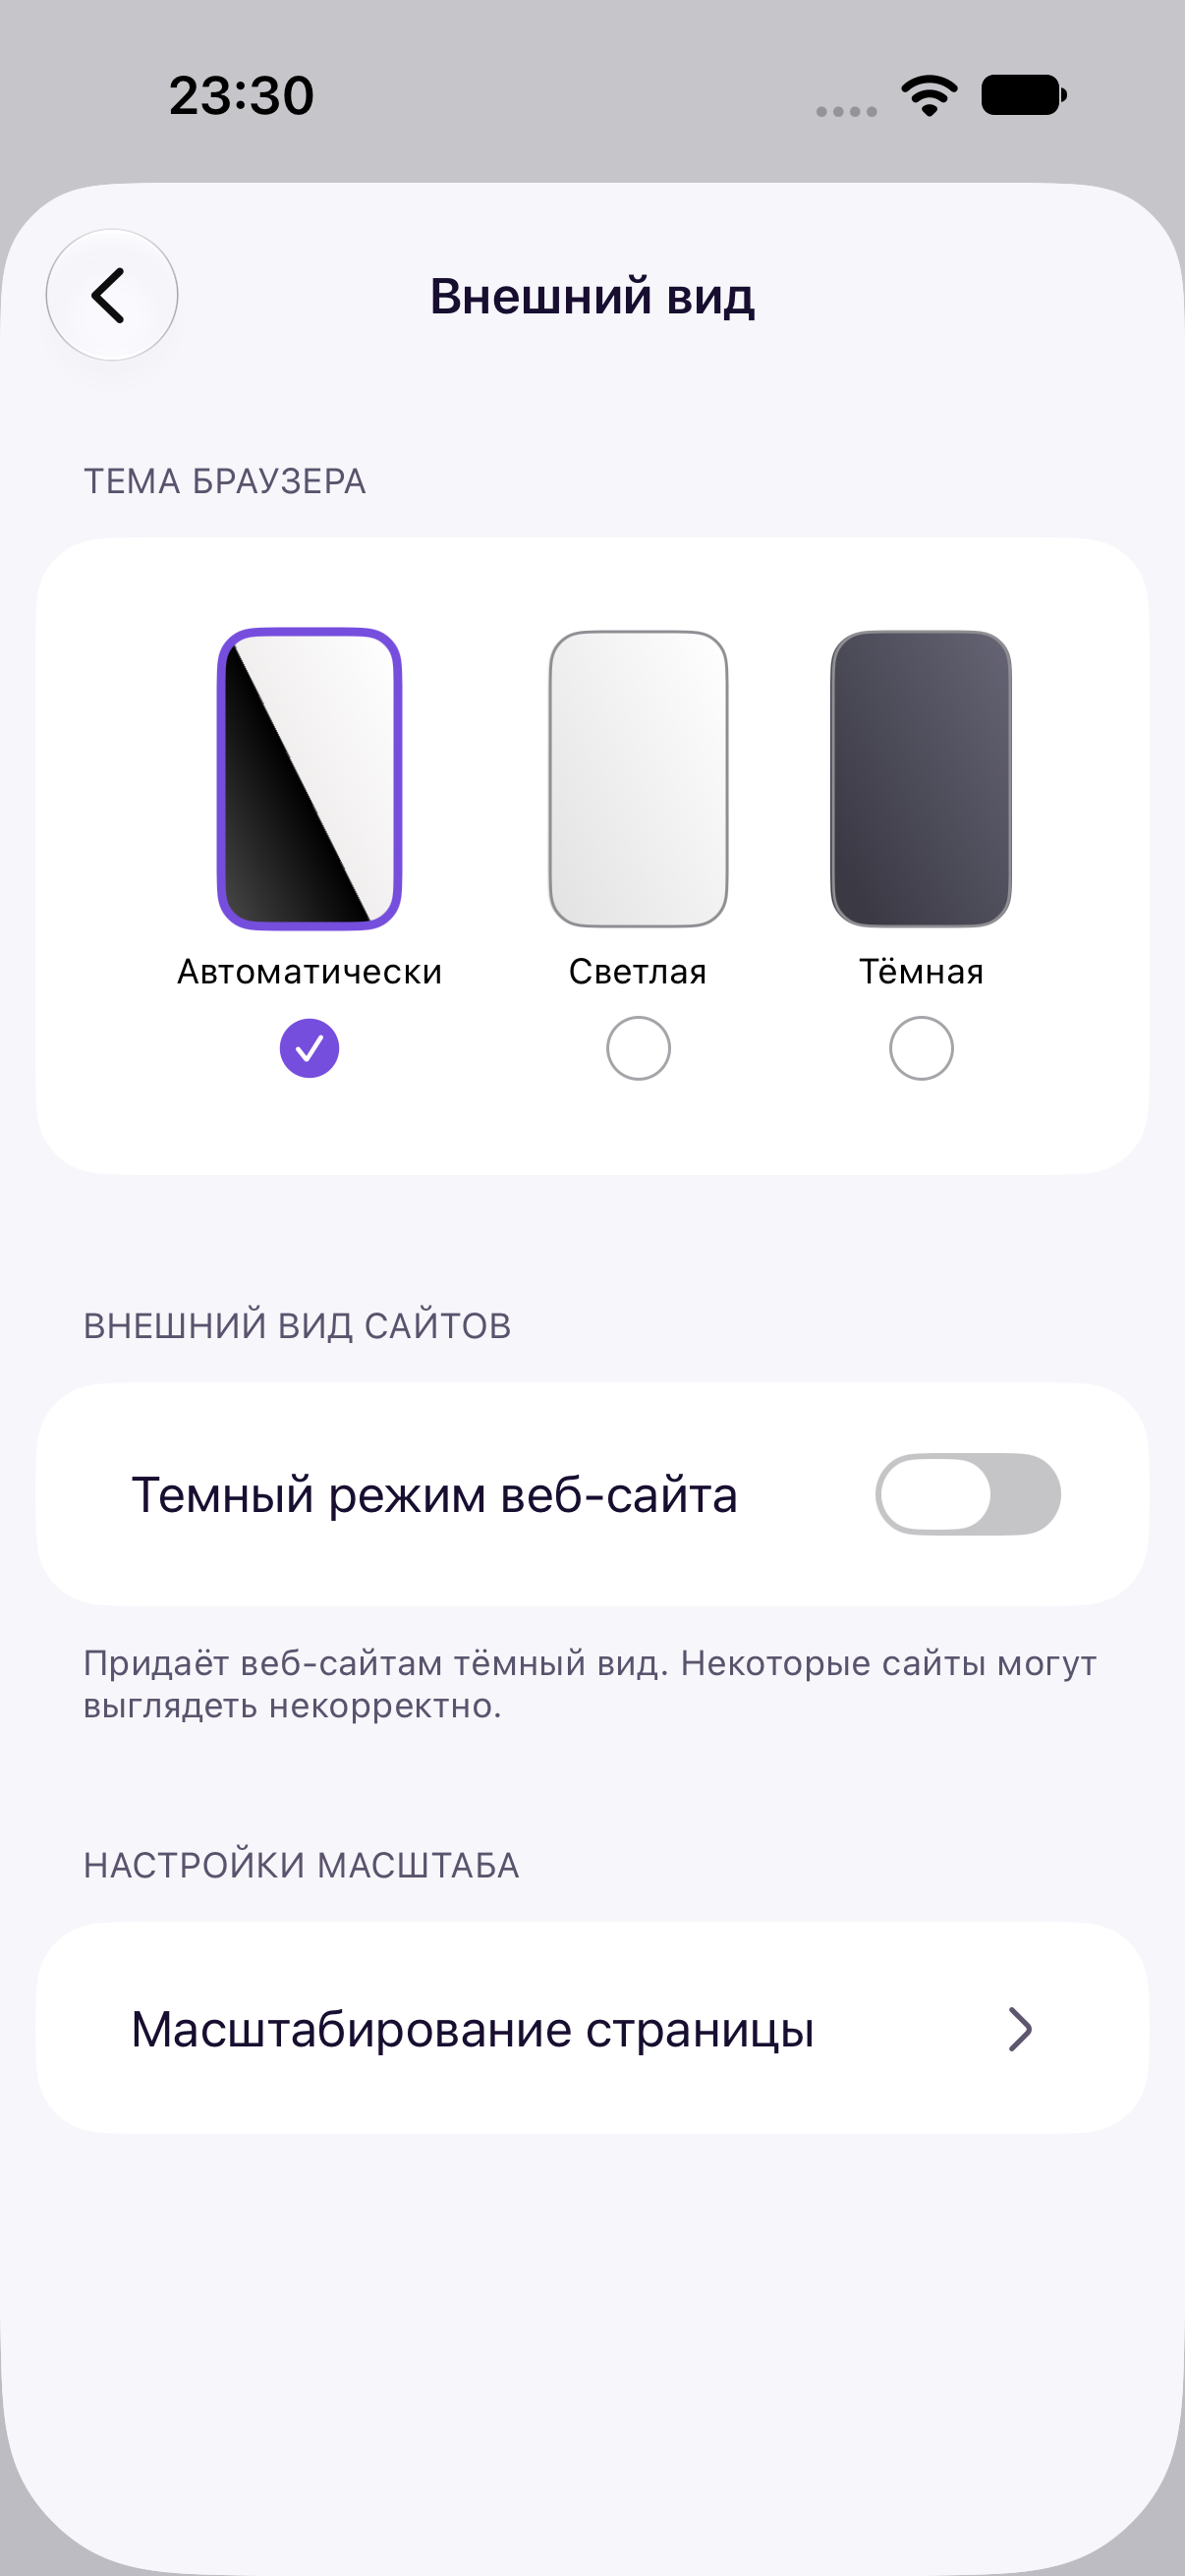 23:30
Внешний вид
ТЕМА БРАУЗЕРА
Автоматически
Светлая
Тёмная
ВНЕШНИЙ ВИД САЙТОВ
Темный режим веб-сайта
Придаёт веб-сайтам тёмный вид. Некоторые сайты могут
выглядеть некорректно.
НАСТРОЙКИ МАСШТАБА
Масштабирование страницы